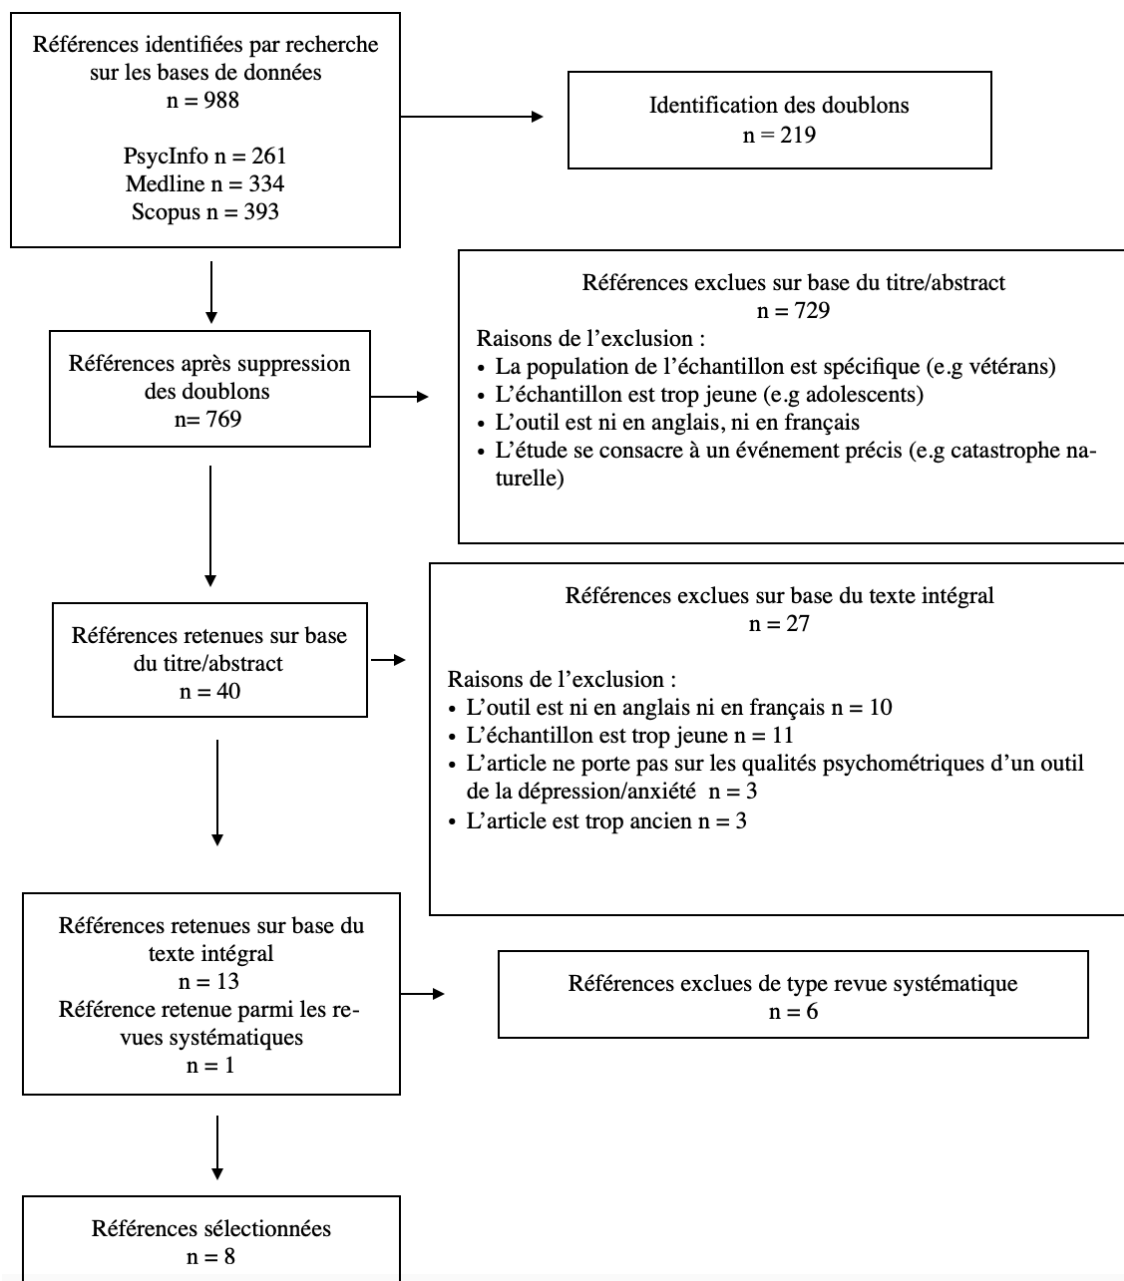 Références identifiées par recherche
sur les bases de données
n = 988
PsycInfo n = 261
Medline n = 334
Scopus n = 393
Identification des doublons
n = 219
Références après suppression
des doublons
n= 769
Références exclues sur base du titre/abstract
n = 729
Raisons de l’exclusion :
• La population de l’échantillon est spécifique (e.g vétérans)
• L’échantillon est trop jeune (e.g adolescents)
• L’outil est ni en anglais, ni en français
• L’étude se consacre à un événement précis (e.g catastrophe na-
turelle)
Références retenues sur base
du titre/abstract
n = 40
Références exclues sur base du texte intégral
n = 27
Raisons de l’exclusion :
• L’outil est ni en anglais ni en français n = 10
• L’échantillon est trop jeune n = 11
• L’article ne porte pas sur les qualités psychométriques d’un outil
de la dépression/anxiété n = 3
• L’article est trop ancien n = 3
Références retenues sur base du
texte intégral
n = 13
Référence retenue parmi les re-
vues systématiques
n = 1
Références exclues de type revue systématique
n = 6
Références sélectionnées
n = 8